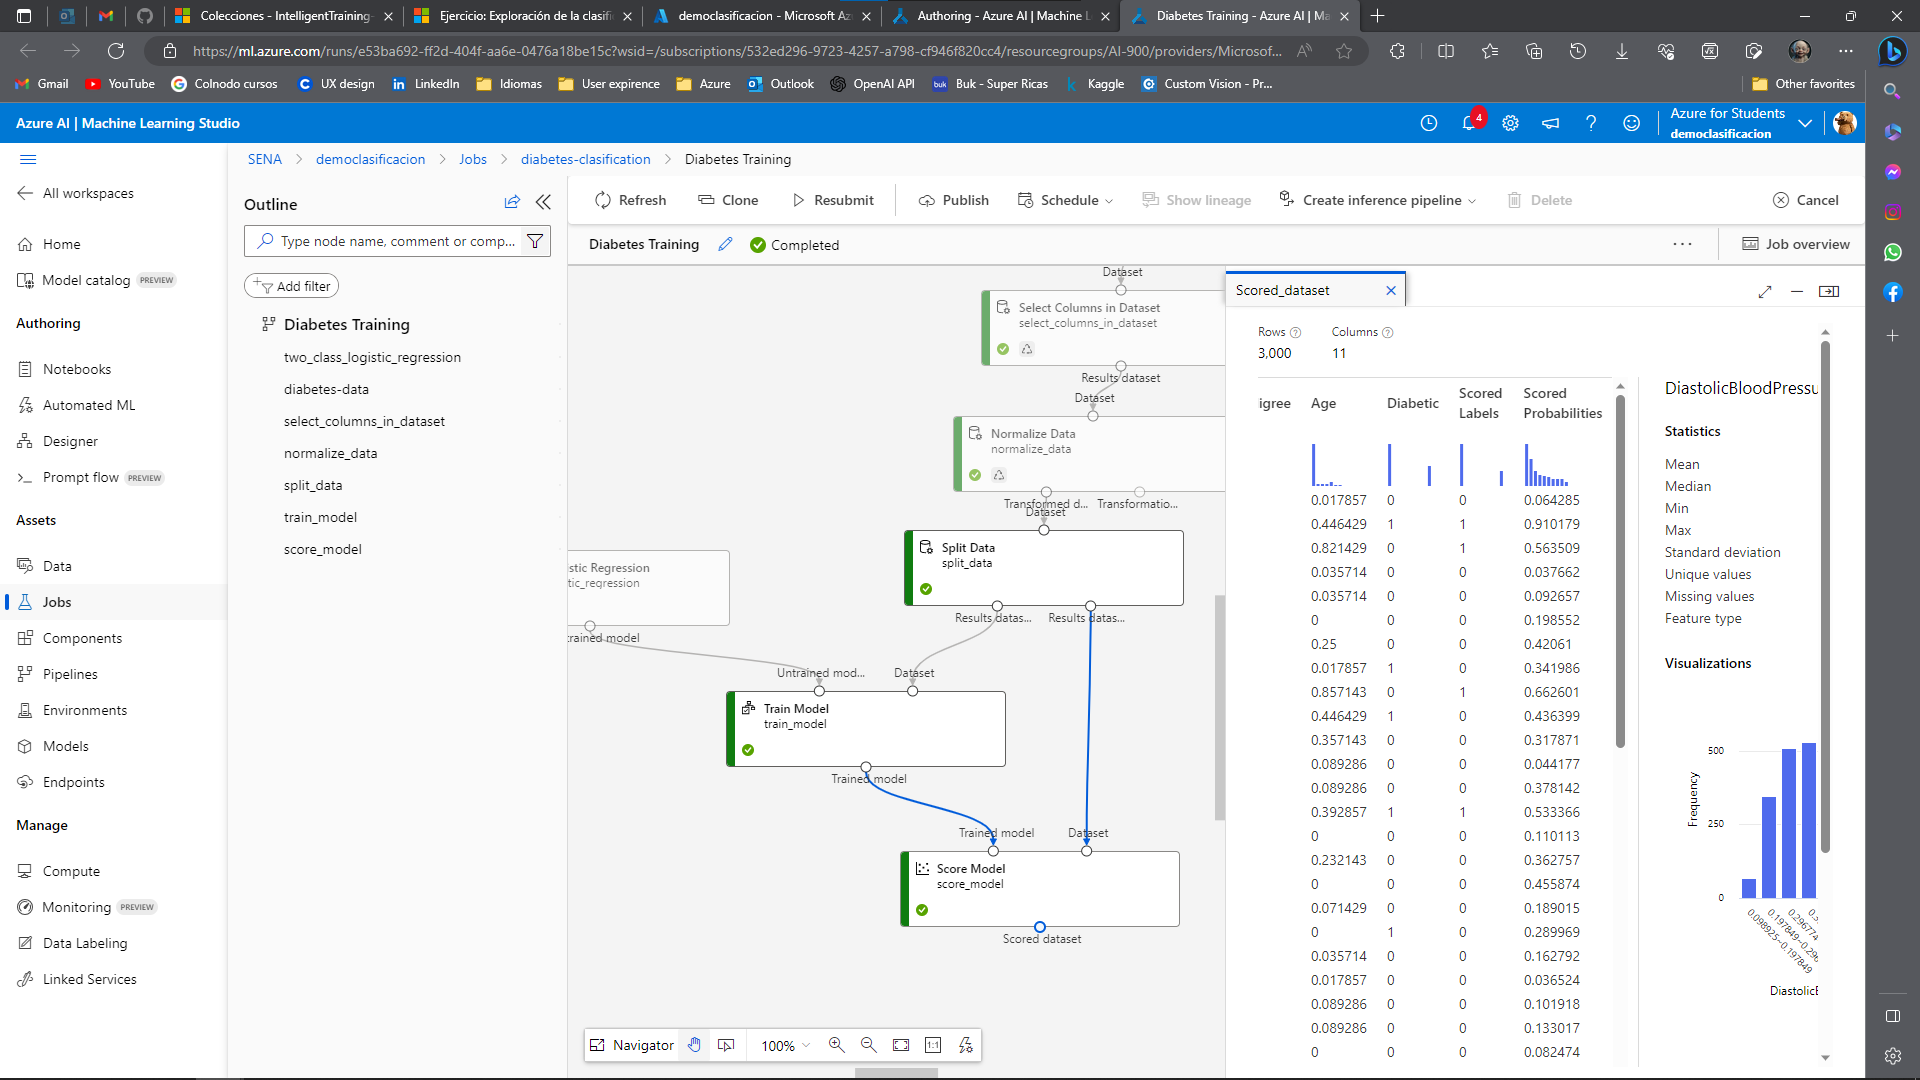 Colecciones - IntelligentTraining-
Ejercicio: Exploración de la clasifi
democlasificacion - Microsoft Az
Authoring - Azure AI | Machine L
Diabetes Training - Azure AI | Ma
https://ml.azure.com/runs/e53ba692-ff2d-404f-aa6e-0476a18be15c?wsid=/subscriptions/532ed296-9723-4257-a798-cf946f820cc4/resourcegroups/AI-900/providers/Microsof...
Gmail
YouTube
Colnodo cursos
UX design
LinkedIn
Idiomas
User expirence
Azure
Outlook
OpenAI API
Buk - Super Ricas
Kaggle
Custom Vision - Pr...
Other favorites
Azure AI | Machine Learning Studio
4
Azure for Students
democlasificacion
All workspaces
Home
Model catalog PREVIEW
Authoring
Notebooks
Automated ML
Designer
Prompt flow PREVIEW
Assets
Data
Jobs
Components
Pipelines
Environments
Models
Endpoints
Manage
Compute
Monitoring PREVIEW
Data Labeling
Linked Services
SENA > democlasificacion > Jobs > diabetes-clasification > Diabetes Training
Outline
Type node name, comment or comp...
Add filter
Diabetes Training
two_class_logistic_regression
diabetes-data
select_columns_in_dataset
normalize_data
split_data
train_model
score_model
Refresh
Clone
Resubmit
Publish
Schedule
Show lineage
Create inference pipeline
Delete
Cancel
Diabetes Training
Completed
Job overview
Dataset
Select Columns in Dataset
select_columns_in_dataset
Results dataset
Dataset
Normalize Data
normalize_data
Transformed d...
Transformatio...
Dataset
Split Data
split_data
Results datas...
Results datas...
stic Regression
tic_regression
trained model
Untrained mod...
Dataset
Train Model
train_model
Trained model
Trained model
Dataset
Score Model
score_model
Scored dataset
Navigator
100%
1:1
Scored_dataset
Rows
Columns
3,000
11
igree Age Diabetic Scored Labels Scored Probabilities
0.017857 0 0 0.064285
0.446429 1 1 0.910179
0.821429 0 1 0.563509
0.035714 0 0 0.037662
0.035714 0 0 0.092657
0 0 0 0.198552
0.25 0 0 0.42061
0.017857 1 0 0.341986
0.857143 0 1 0.662601
0.446429 1 0 0.436399
0.357143 0 0 0.317871
0.089286 0 0 0.044177
0.089286 0 0 0.378142
0.392857 1 1 0.533366
0 0 0 0.110113
0.232143 0 0 0.362757
0 0 0 0.455874
0.071429 0 0 0.189015
0 1 0 0.289969
0.035714 0 0 0.162792
0.017857 0 0 0.036524
0.089286 0 0 0.101918
0.089286 0 0 0.133017
0 0 0 0.082474
DiastolicBloodPressu
Statistics
Mean
Median
Min
Max
Standard deviation
Unique values
Missing values
Feature type
Visualizations
500
250
0
Frequency
0.098925~0.197849
0.197849~0.296
0.296774
DiastolicB